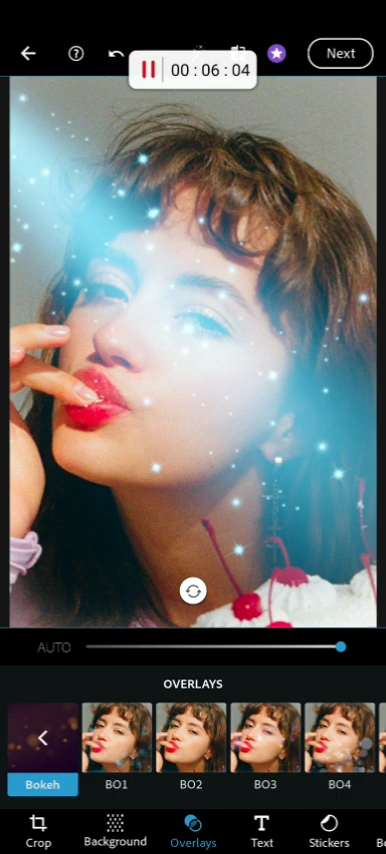 Next
00 : 06 : 04
AUTO
OVERLAYS
Bokeh BO1 BO2 BO3 BO4
Crop Background Overlays Text Stickers